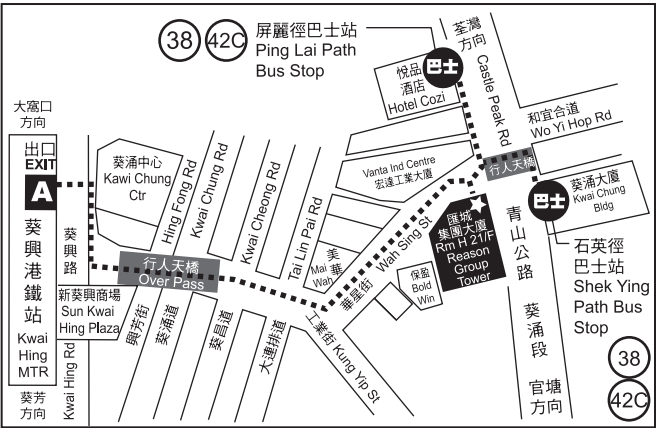 38
42C
屏麗徑巴士站
Ping Lai Path
Bus Stop
荃灣
方向
Castle Peak Rd
巴士
悅品
酒店
Hotel Cozi
和宜合道
Wo Yi Hop Rd
大窩口
方向
出口
EXIT
A
葵興港鐵站
Kwai
Hing
MTR
葵芳
方向
葵興路
Kwai Hing Rd
葵涌中心
Kawi Chung
Ctr
Hing Fong Rd
Kwai Chung Rd
Kwai Cheong Rd
Tai Lin Pai Rd
行人天橋
Over Pass
新葵興商場
Sun Kwai
Hing Plaza
興芳街
葵涌道
葵昌道
大連排道
工業街 Kung Yip St
美華
Mai
Wah
華星街
Wah Sing St
Vanta Ind Centre
宏達工業大廈
保盈
Bold
Win
匯城
集團大廈
Rm H 21/F
Reason
Group
Tower
行人天橋
巴士
葵涌大廈
Kwai Chung
Bldg
石英徑
巴士站
Shek Ying
Path Bus
Stop
38
42C
青山公路
葵涌段
官塘
方向